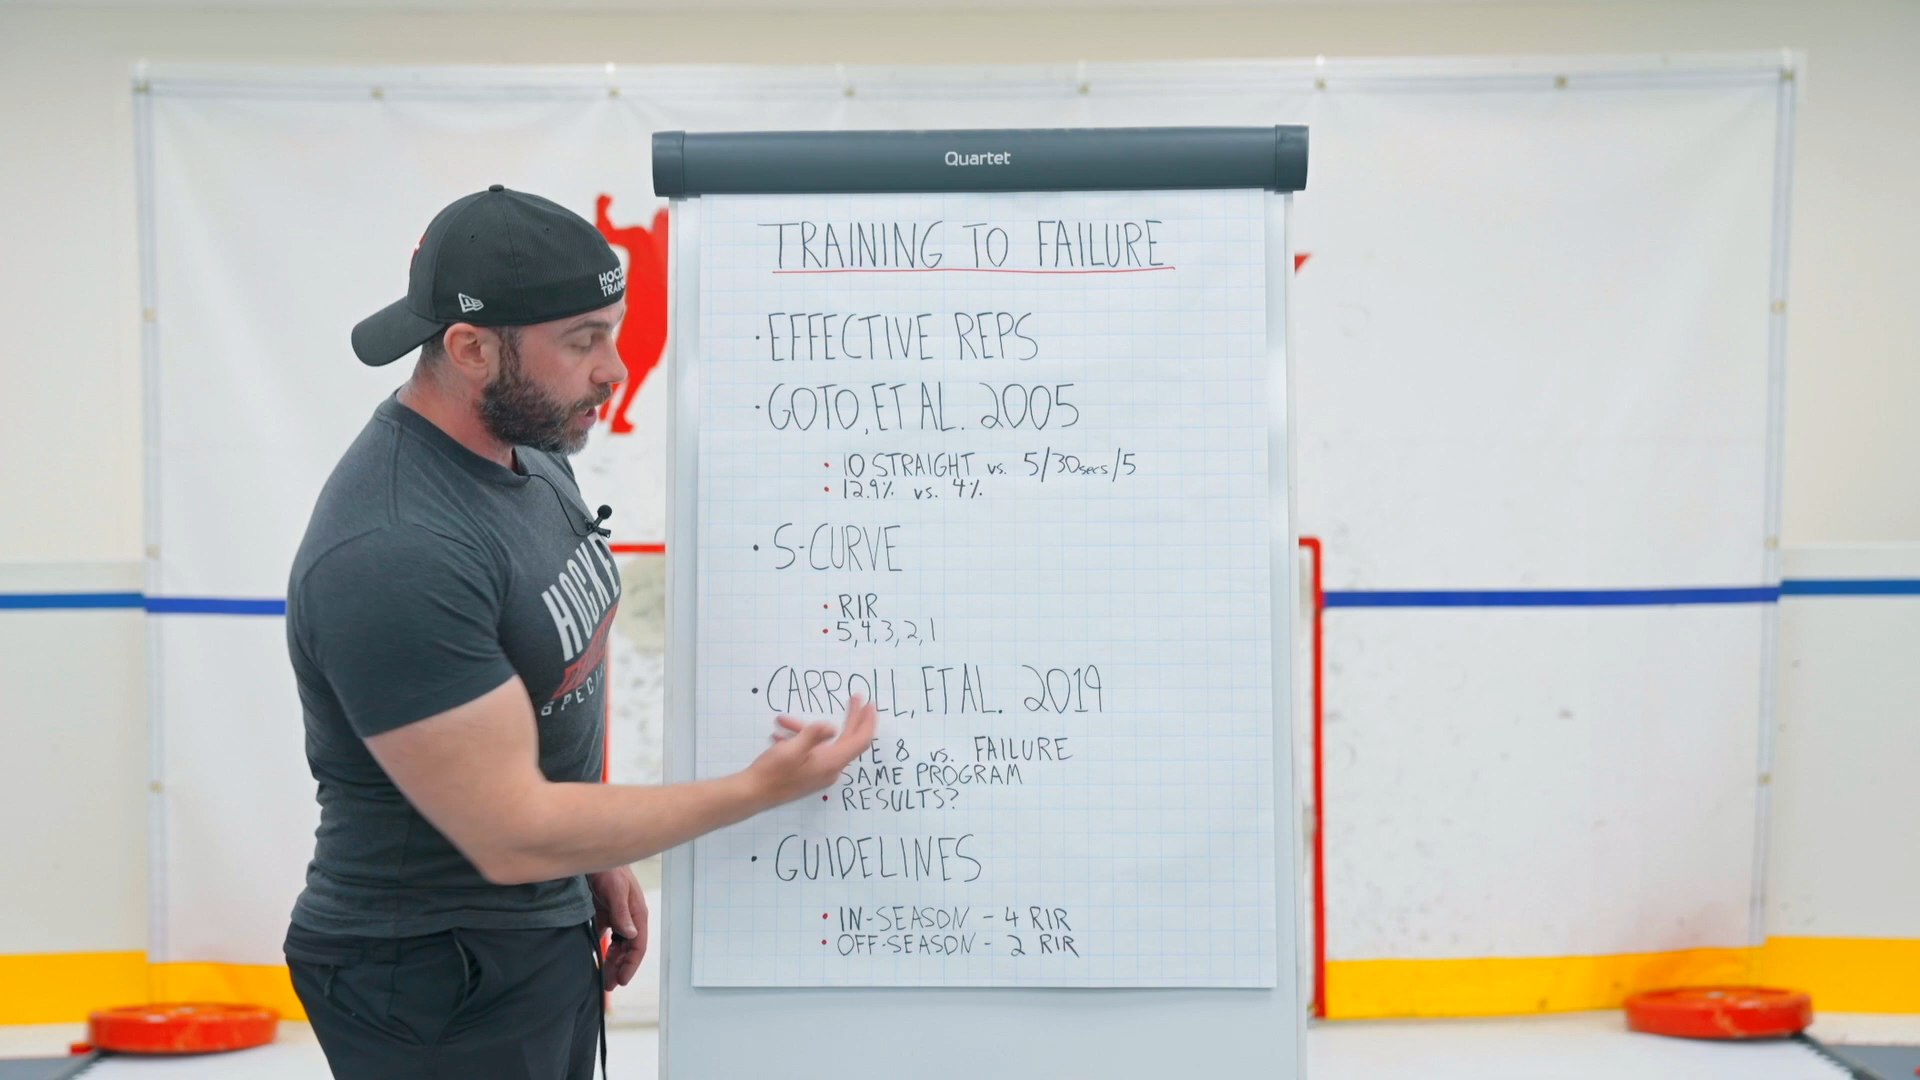 Quartet
TRAINING TO FAILURE
· EFFECTIVE REPS
· GOTO, ET AL. 2005
• 10 STRAIGHT vs. 5/30secs/5
• 12.9% vs. 4%
· S-CURVE
• RIR
• 5, 4, 3, 2, 1
· CARROLL, ET AL. 2019
8 vs. FAILURE
SAME PROGRAM
• RESULTS?
· GUIDELINES
• IN-SEASON - 4 RIR
• OFF-SEASON - 2 RIR